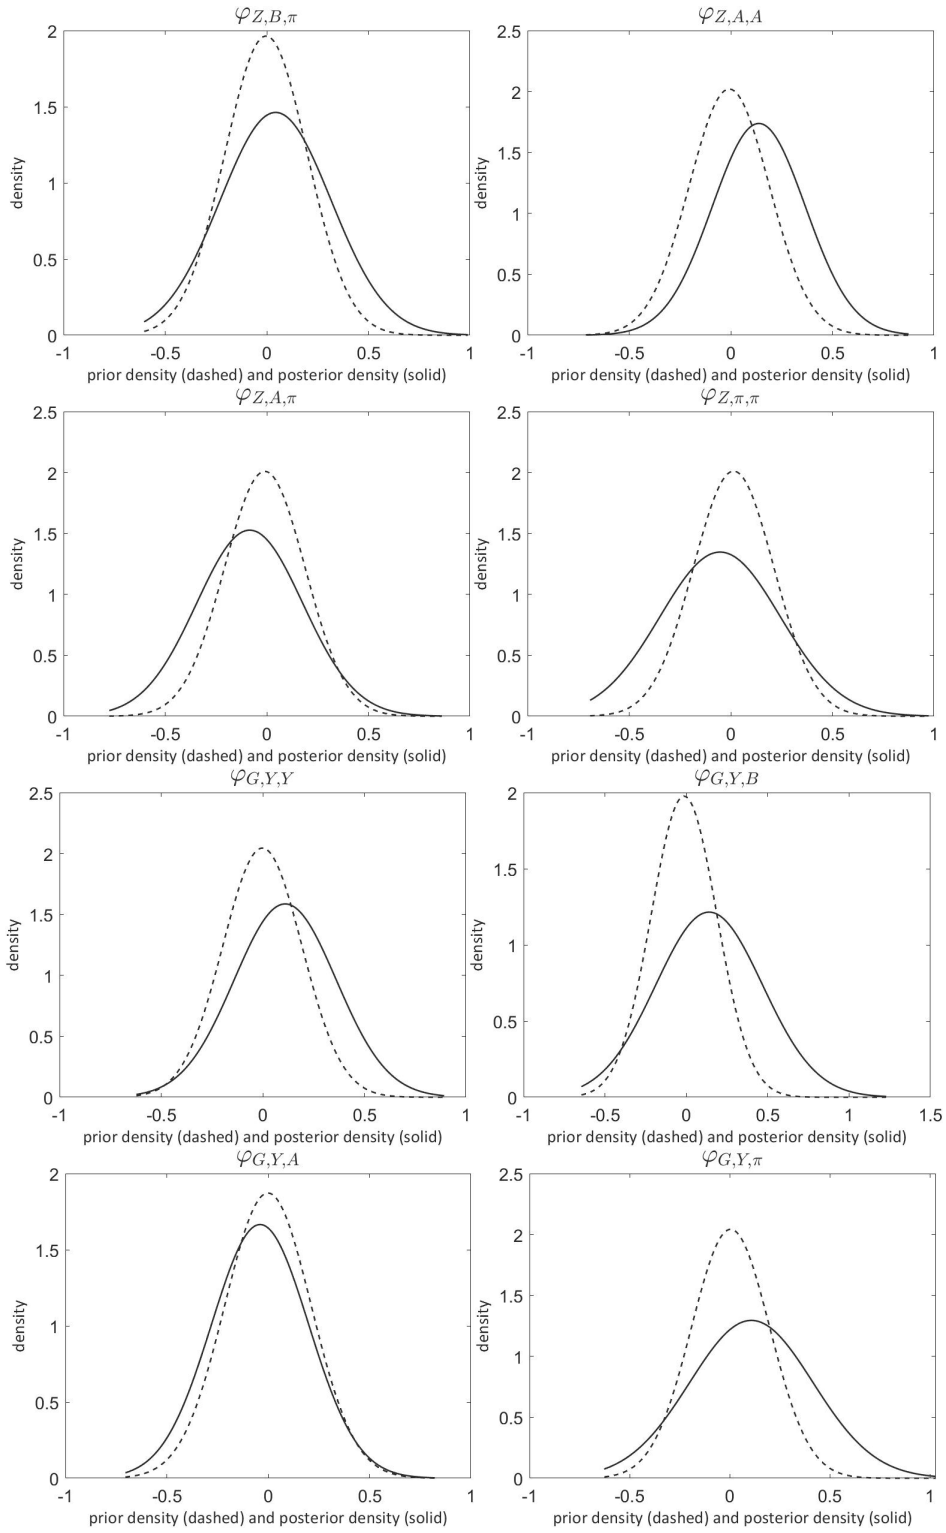 φZ,B,π
2
1.5
1
0.5
0
density
-1 -0.5 0 0.5 1
prior density (dashed) and posterior density (solid)
φZ,A,A
2.5
2
1.5
1
0.5
0
density
-1 -0.5 0 0.5 1
prior density (dashed) and posterior density (solid)
φZ,A,π
2.5
2
1.5
1
0.5
0
density
-1 -0.5 0 0.5 1
prior density (dashed) and posterior density (solid)
φZ,π,π
2.5
2
1.5
1
0.5
0
density
-1 -0.5 0 0.5 1
prior density (dashed) and posterior density (solid)
φG,Y,Y
2.5
2
1.5
1
0.5
0
density
-1 -0.5 0 0.5 1
prior density (dashed) and posterior density (solid)
φG,Y,B
2
1.5
1
0.5
0
density
-1 -0.5 0 0.5 1 1.5
prior density (dashed) and posterior density (solid)
φG,Y,A
2
1.5
1
0.5
0
density
-1 -0.5 0 0.5 1
prior density (dashed) and posterior density (solid)
φG,Y,π
2.5
2
1.5
1
0.5
0
density
-1 -0.5 0 0.5 1
prior density (dashed) and posterior density (solid)